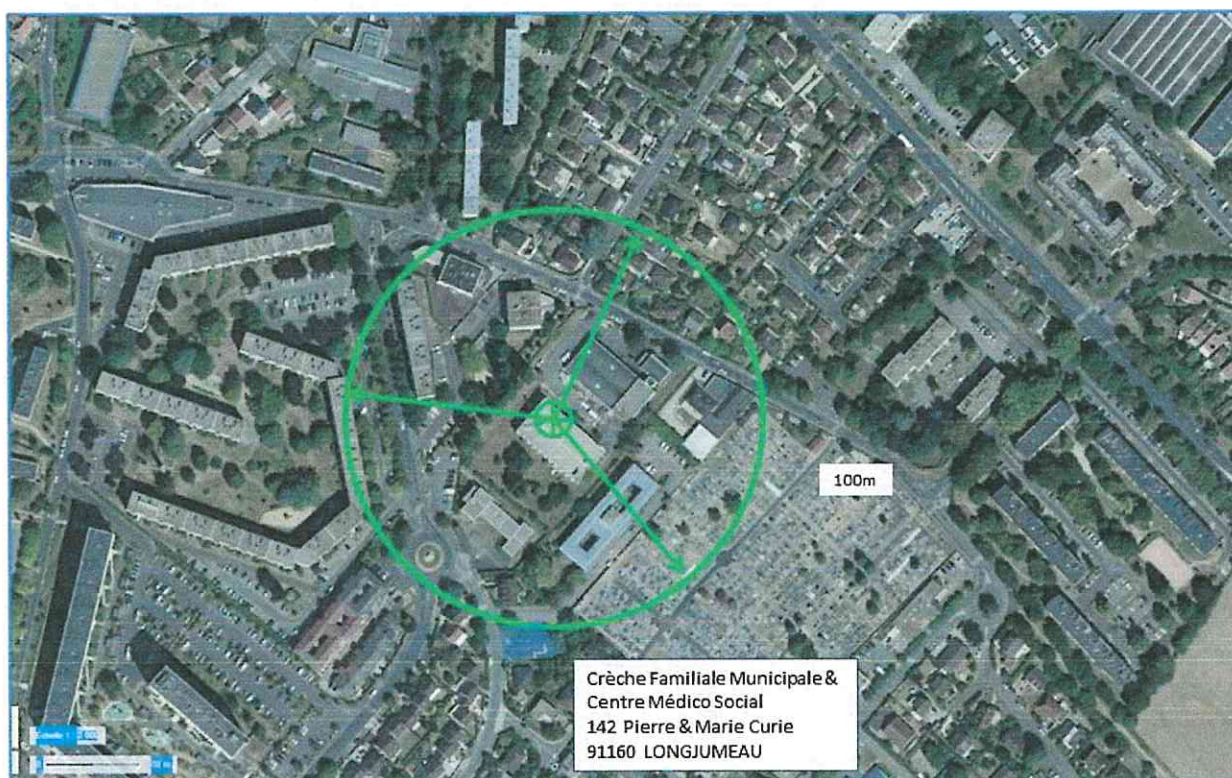 100m
Crèche Familiale Municipale &
Centre Médico Social
142 Pierre & Marie Curie
91160 LONGJUMEAU